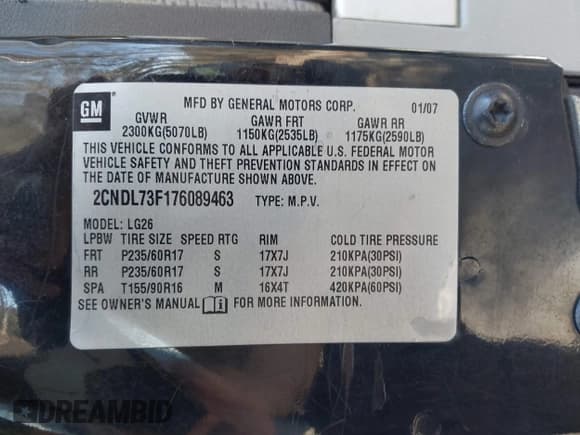 GM
MFD BY GENERAL MOTORS CORP. 01/07
GVWR GAWR FRT GAWR RR
2300KG(5070LB) 1150KG(2535LB) 1175KG(2590LB)
THIS VEHICLE CONFORMS TO ALL APPLICABLE U.S. FEDERAL MOTOR
VEHICLE SAFETY AND THEFT PREVENTION STANDARDS IN EFFECT ON
THE DATE OF MANUFACTURE SHOWN ABOVE.
2CNDL73F176089463 TYPE: M.P.V.
MODEL: LG26
LPBW TIRE SIZE SPEED RTG RIM COLD TIRE PRESSURE
FRT P235/60R17 S 17X7J 210KPA(30PSI)
RR P235/60R17 S 17X7J 210KPA(30PSI)
SPA T155/90R16 M 16X4T 420KPA(60PSI)
SEE OWNER'S MANUAL FOR MORE INFORMATION.
DREAMBID